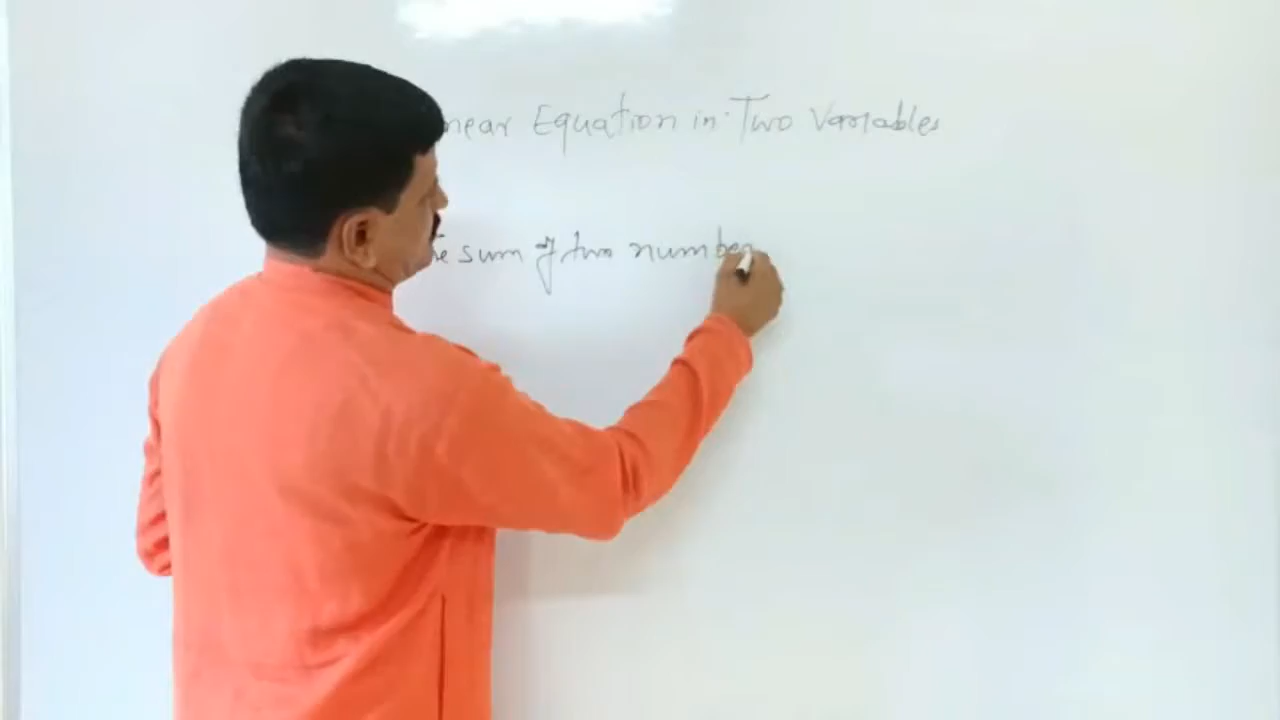 near Equation in Two Variables
e sum of two number